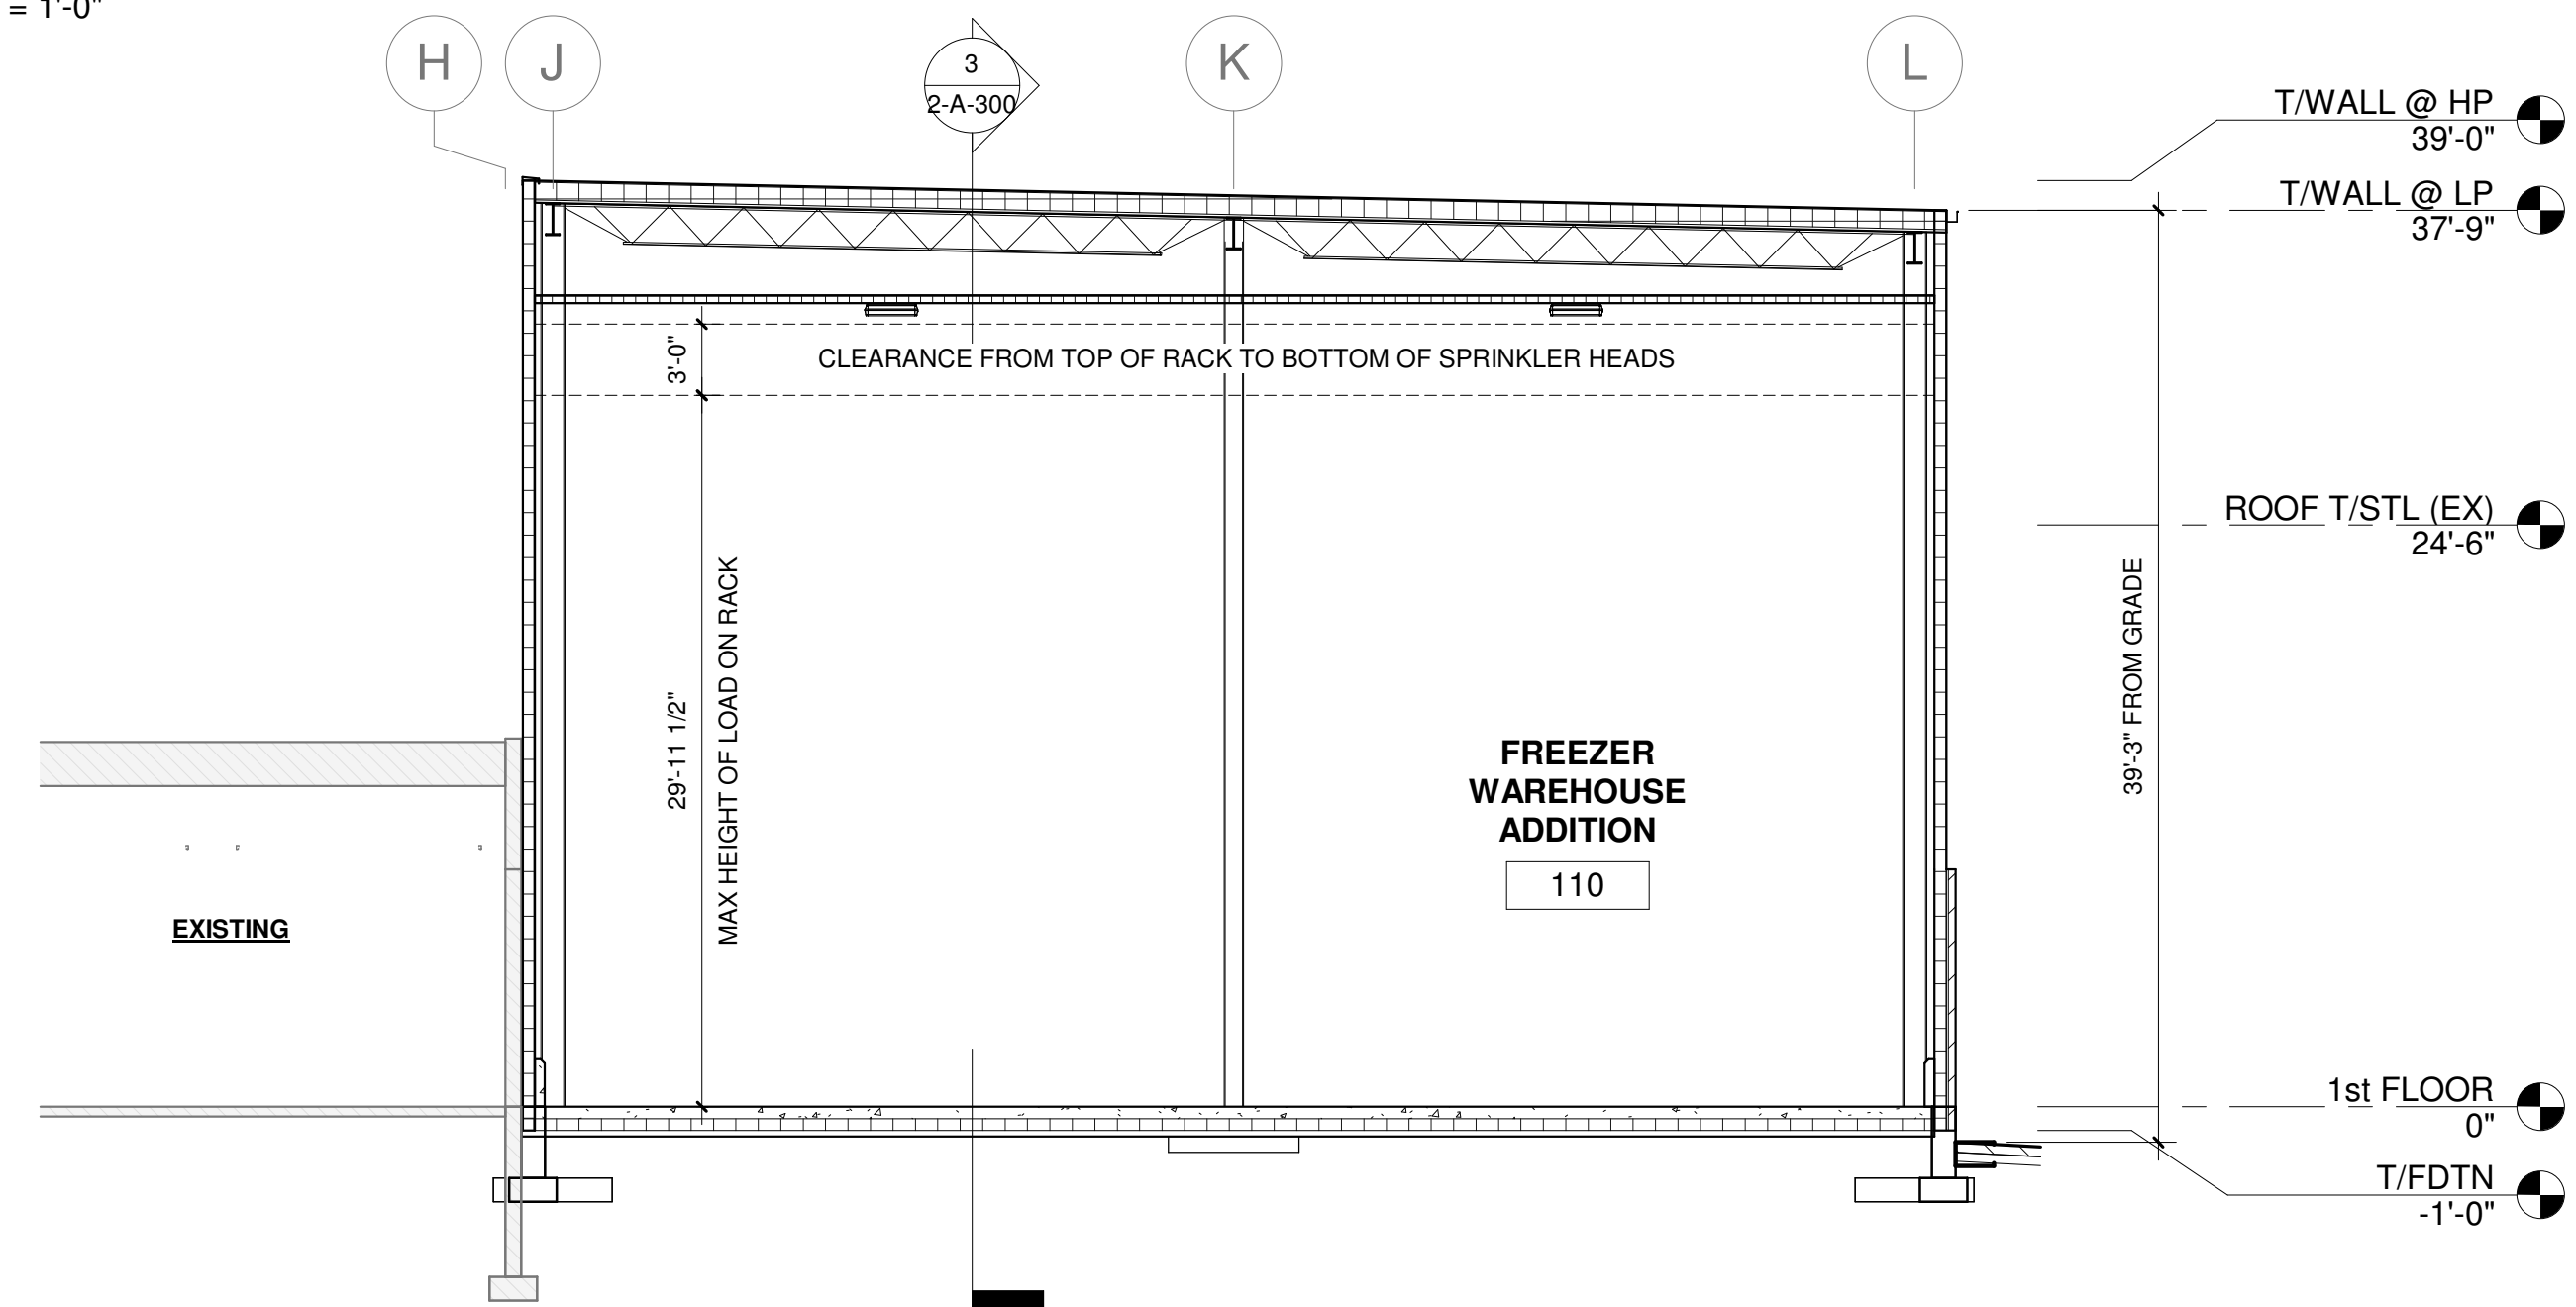 = 1'-0"
H
J
3
2-A-300
K
L
T/WALL @ HP
39'-0"
T/WALL @ LP
37'-9"
3'-0"
CLEARANCE FROM TOP OF RACK TO BOTTOM OF SPRINKLER HEADS
ROOF T/STL (EX)
24'-6"
29'-11 1/2"
MAX HEIGHT OF LOAD ON RACK
39'-3" FROM GRADE
FREEZER
WAREHOUSE
ADDITION
110
EXISTING
1st FLOOR
0"
T/FDTN
-1'-0"